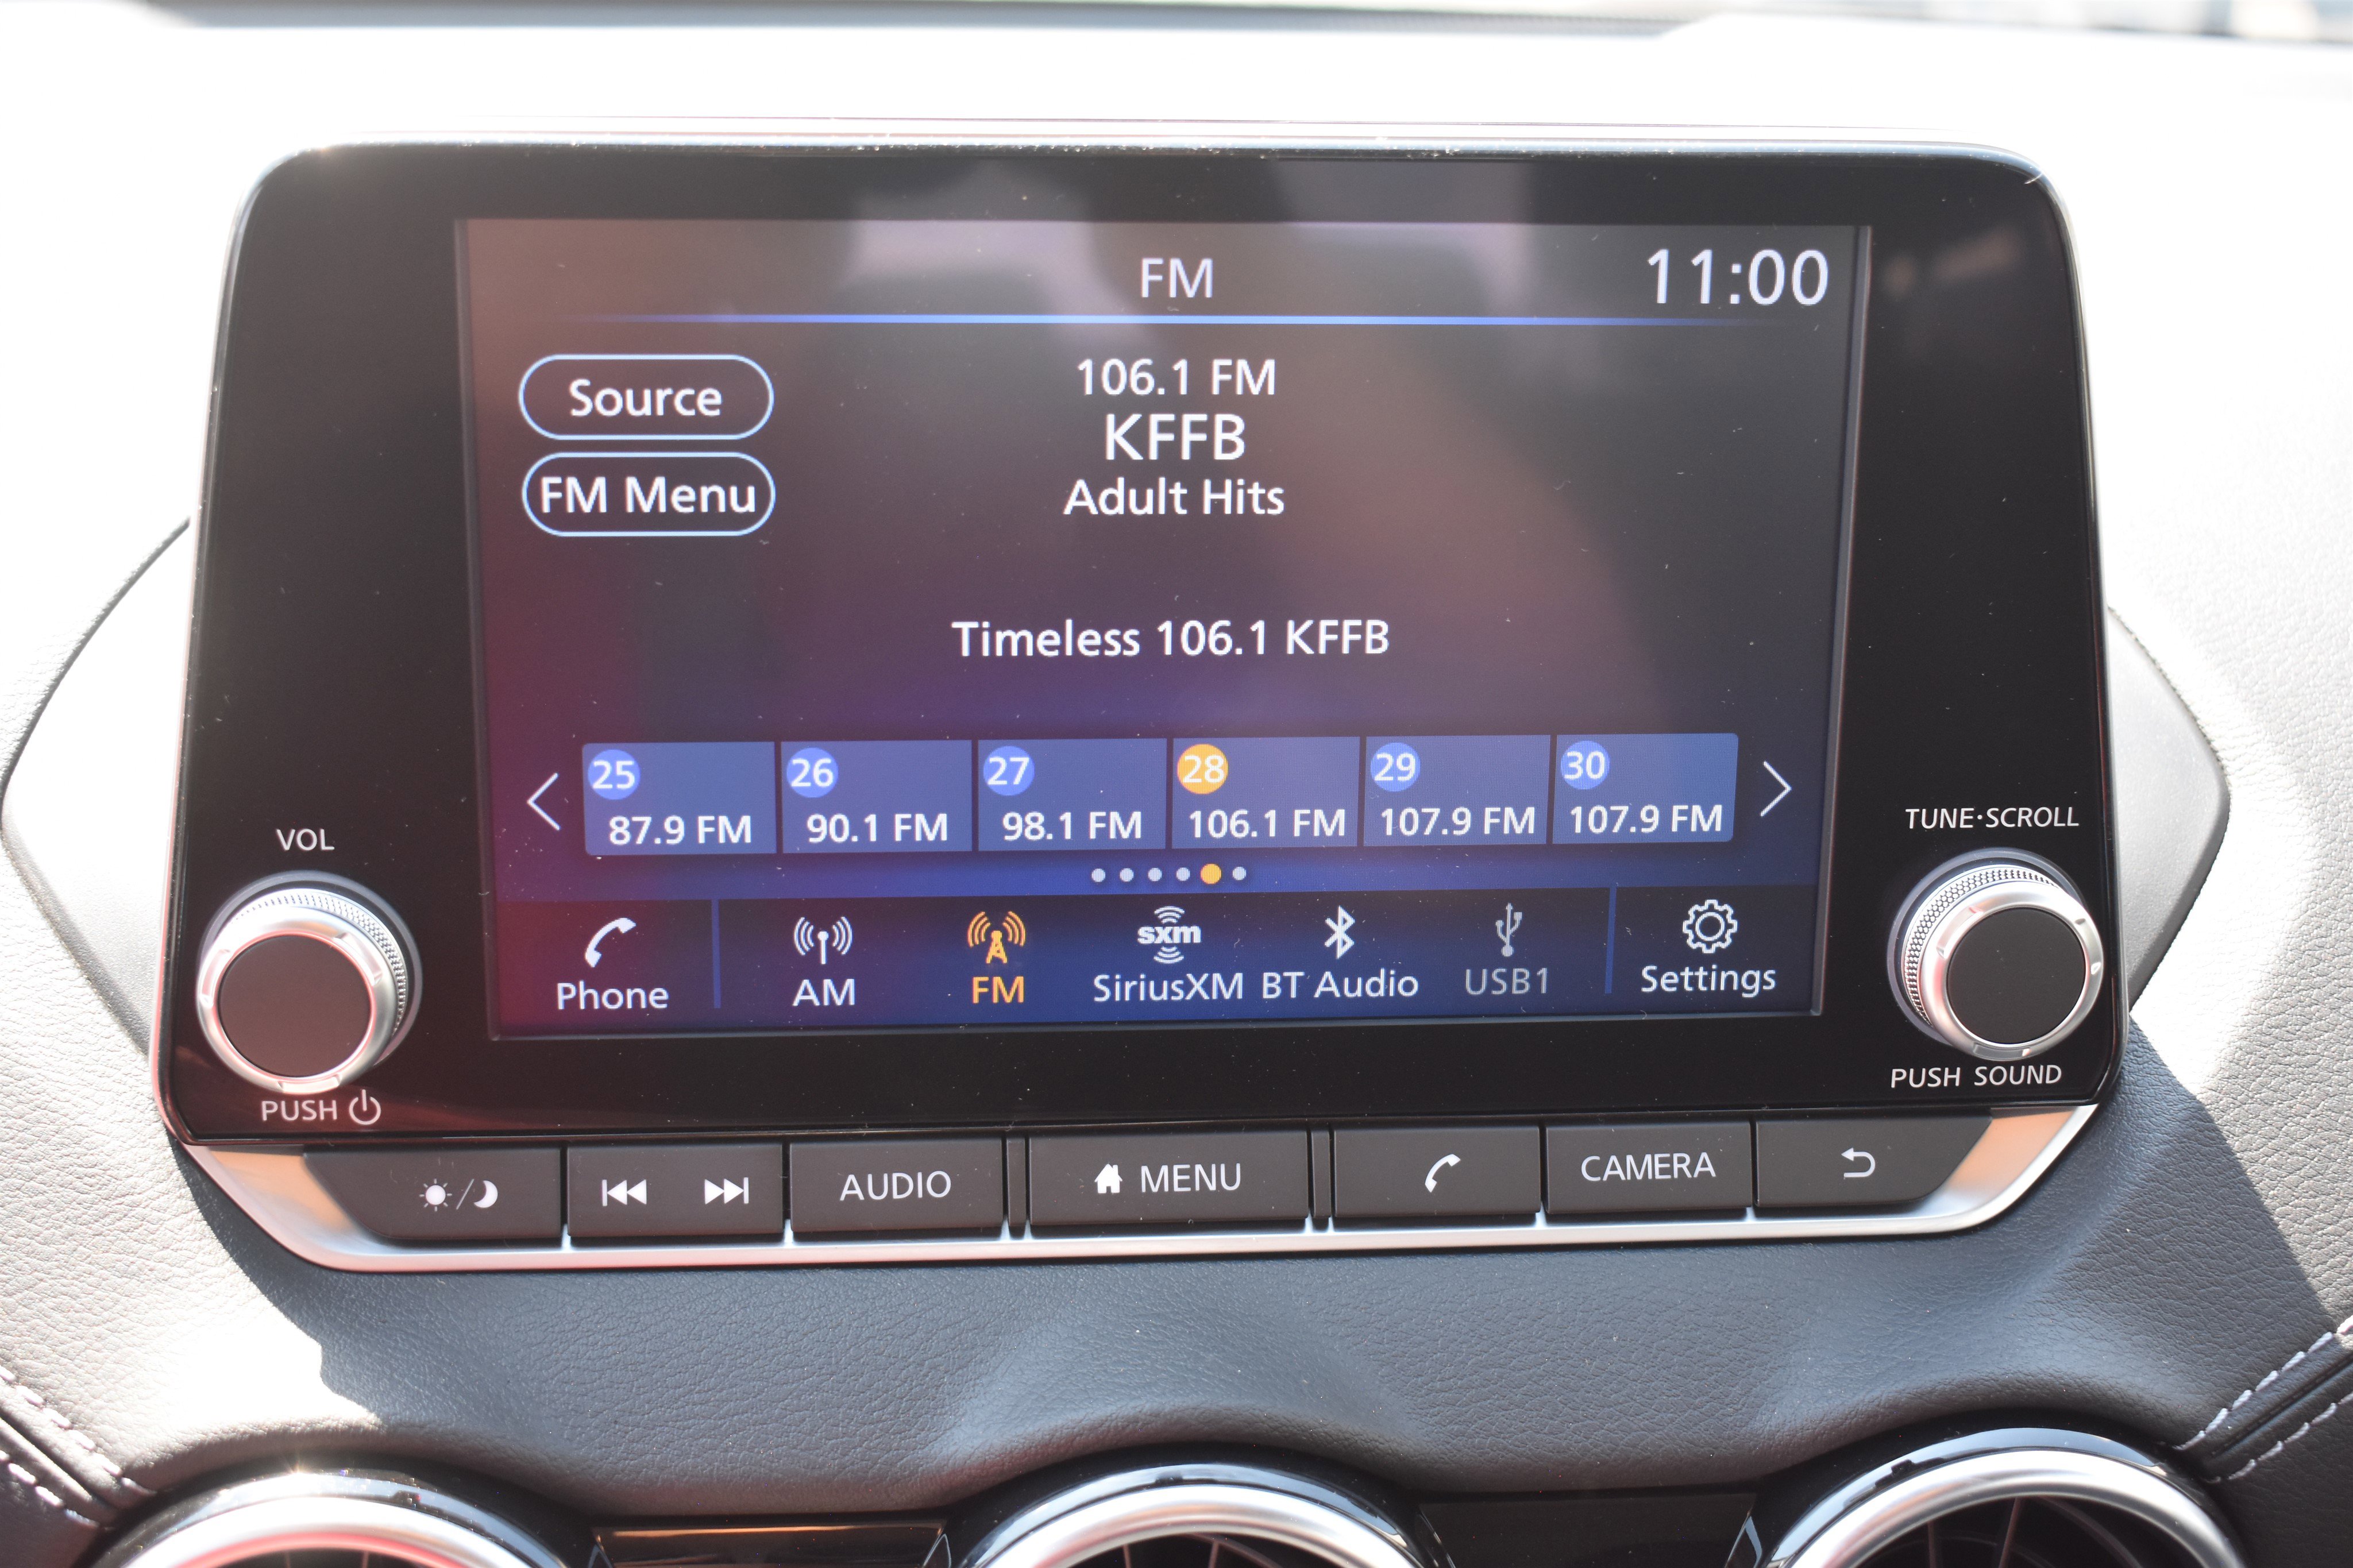 FM
11:00
Source
106.1 FM
KFFB
FM Menu
Adult Hits
Timeless 106.1 KFFB
25 26 27 28 29 30
87.9 FM 90.1 FM 98.1 FM 106.1 FM 107.9 FM 107.9 FM
VOL
TUNE·SCROLL
sxm
Phone AM FM SiriusXM BT Audio USB1 Settings
PUSH
PUSH SOUND
AUDIO MENU CAMERA